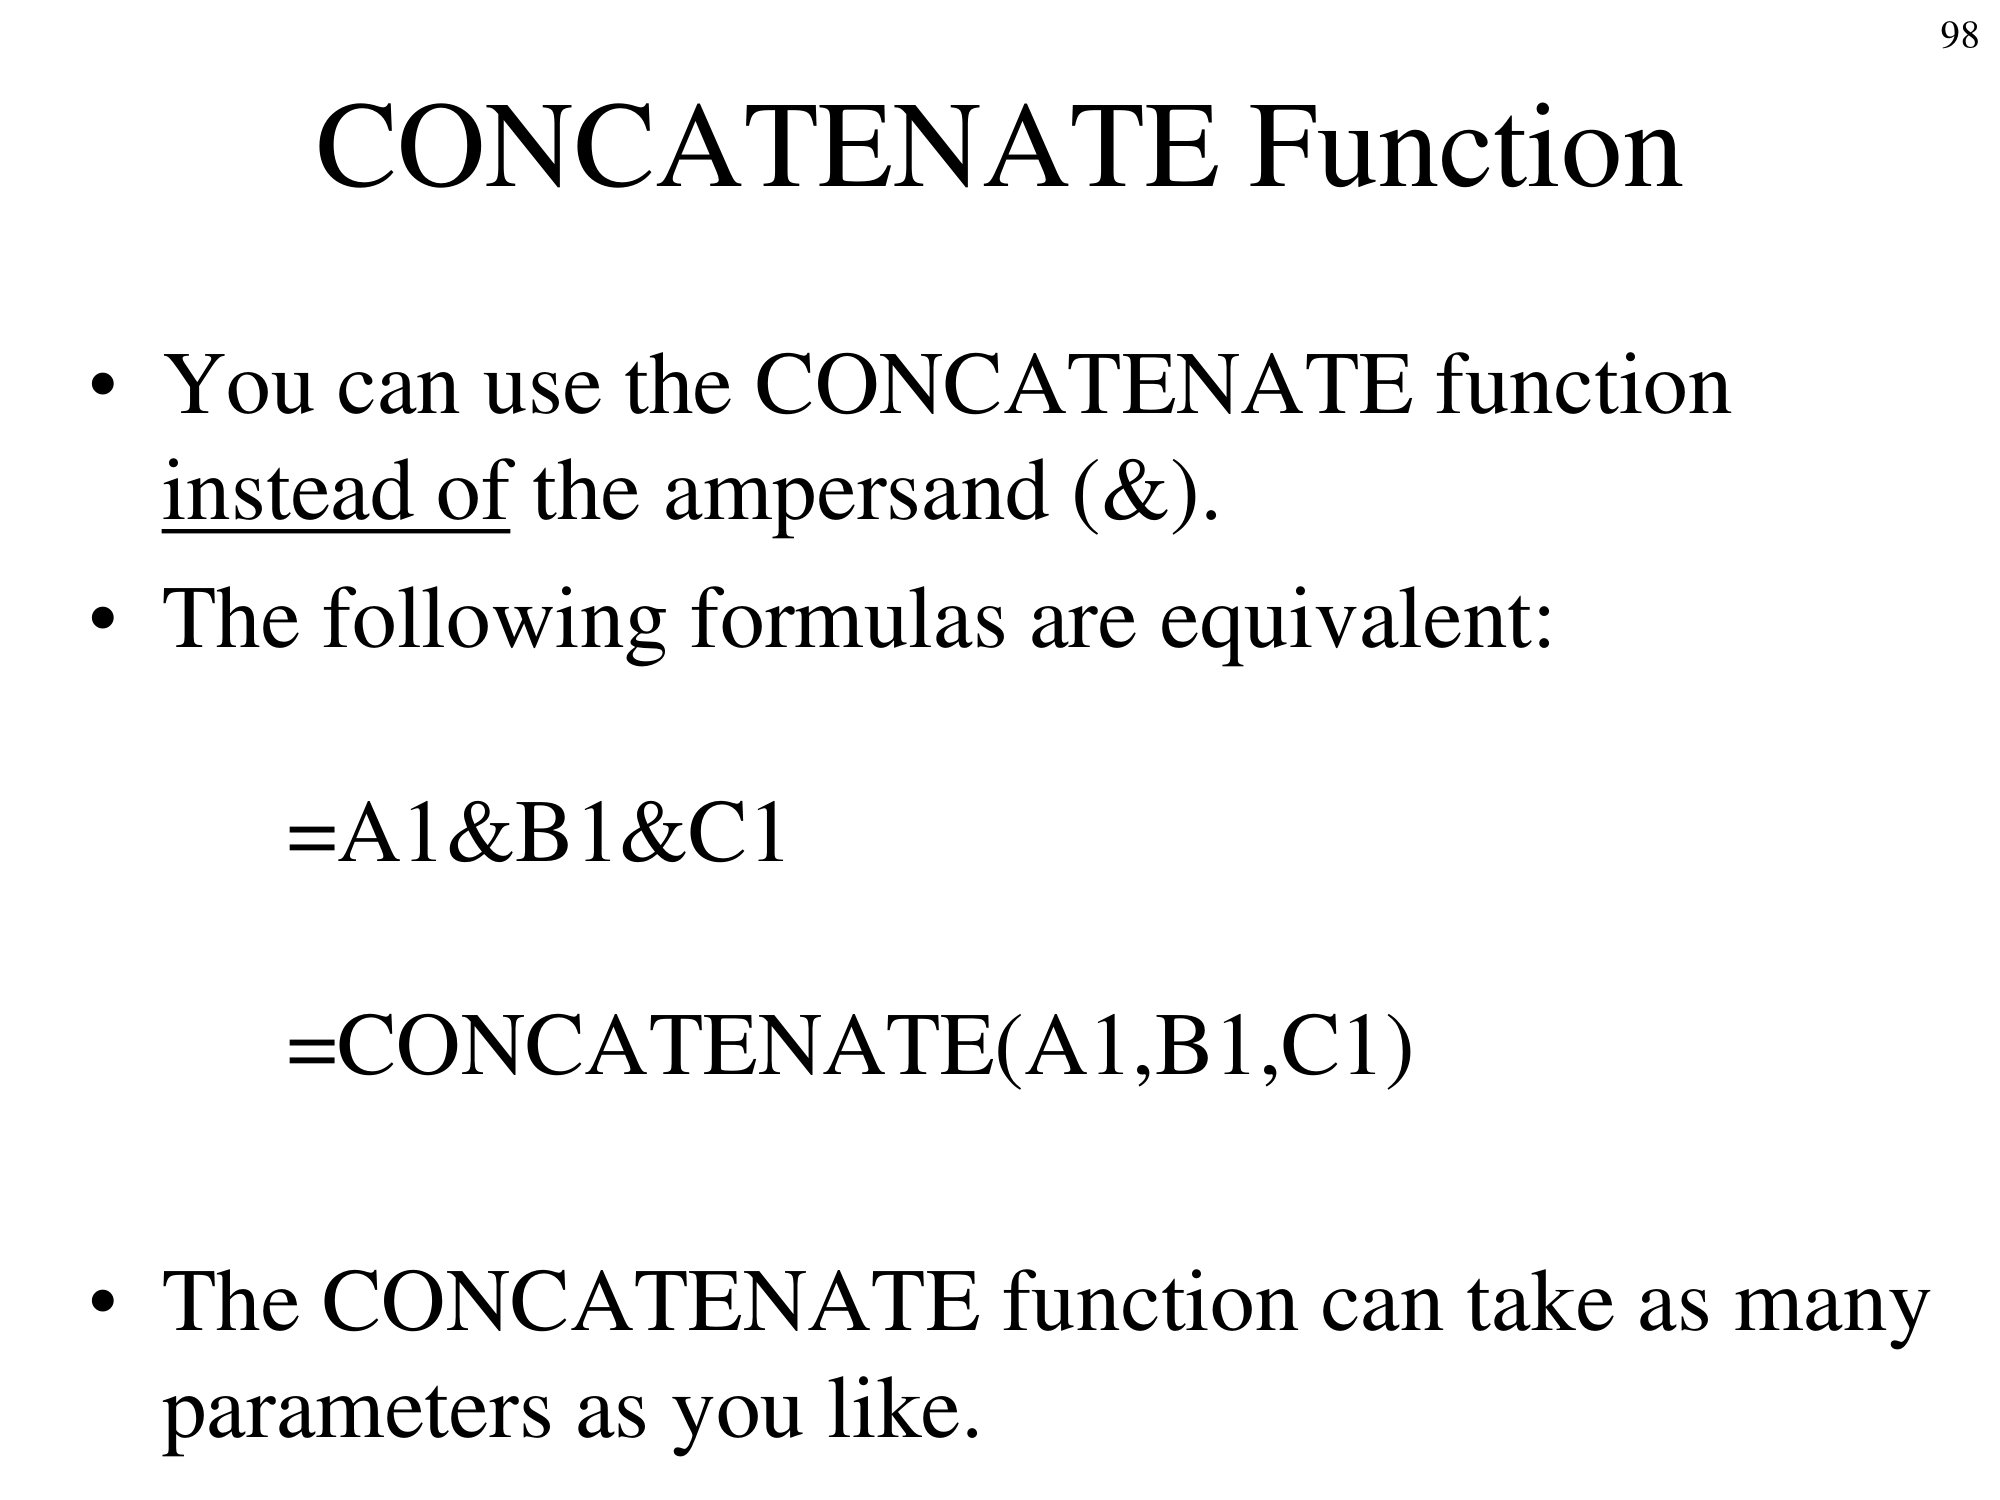 98
CONCATENATE Function
• You can use the CONCATENATE function
instead of the ampersand (&).
• The following formulas are equivalent:
=A1&B1&C1
=CONCATENATE(A1,B1,C1)
• The CONCATENATE function can take as many
parameters as you like.